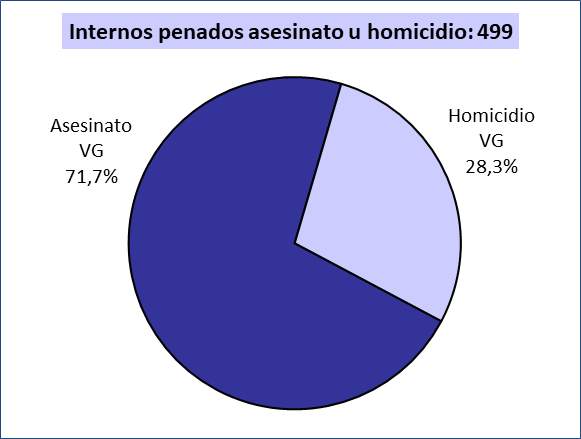 Internos penados asesinato u homicidio: 499
Asesinato
VG
71,7%
Homicidio
VG
28,3%